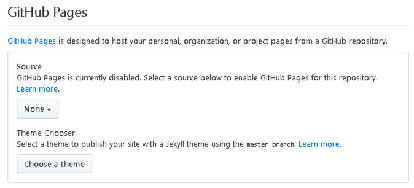 GitHub Pages
GitHub Pages is designed to host your personal, organization, or project pages from a GitHub repository.
Source
GitHub Pages is currently disabled. Select a source below to enable GitHub Pages for this repository.
Learn more.
None
Theme Chooser
Select a theme to publish your site with a Jekyll theme using the master branch. Learn more.
Choose a theme